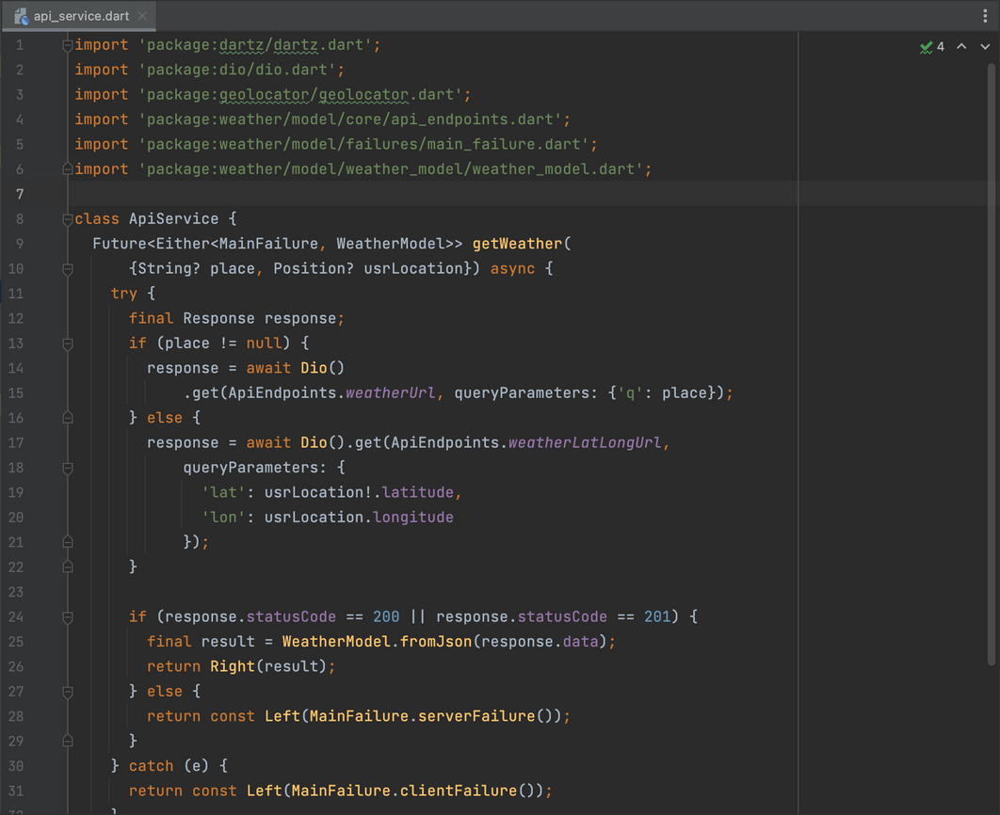 api_service.dart
4
1 import 'package:dartz/dartz.dart';
2 import 'package:dio/dio.dart';
3 import 'package:geolocator/geolocator.dart';
4 import 'package:weather/model/core/api_endpoints.dart';
5 import 'package:weather/model/failures/main_failure.dart';
6 import 'package:weather/model/weather_model/weather_model.dart';
7
8 class ApiService {
9   Future<Either<MainFailure, WeatherModel>> getWeather(
10       {String? place, Position? usrLocation}) async {
11     try {
12       final Response response;
13       if (place != null) {
14         response = await Dio()
15             .get(ApiEndpoints.weatherUrl, queryParameters: {'q': place});
16       } else {
17         response = await Dio().get(ApiEndpoints.weatherLatLongUrl,
18             queryParameters: {
19               'lat': usrLocation!.latitude,
20               'lon': usrLocation.longitude
21             });
22       }
23
24       if (response.statusCode == 200 || response.statusCode == 201) {
25         final result = WeatherModel.fromJson(response.data);
26         return Right(result);
27       } else {
28         return const Left(MainFailure.serverFailure());
29       }
30     } catch (e) {
31       return const Left(MainFailure.clientFailure());
32     }